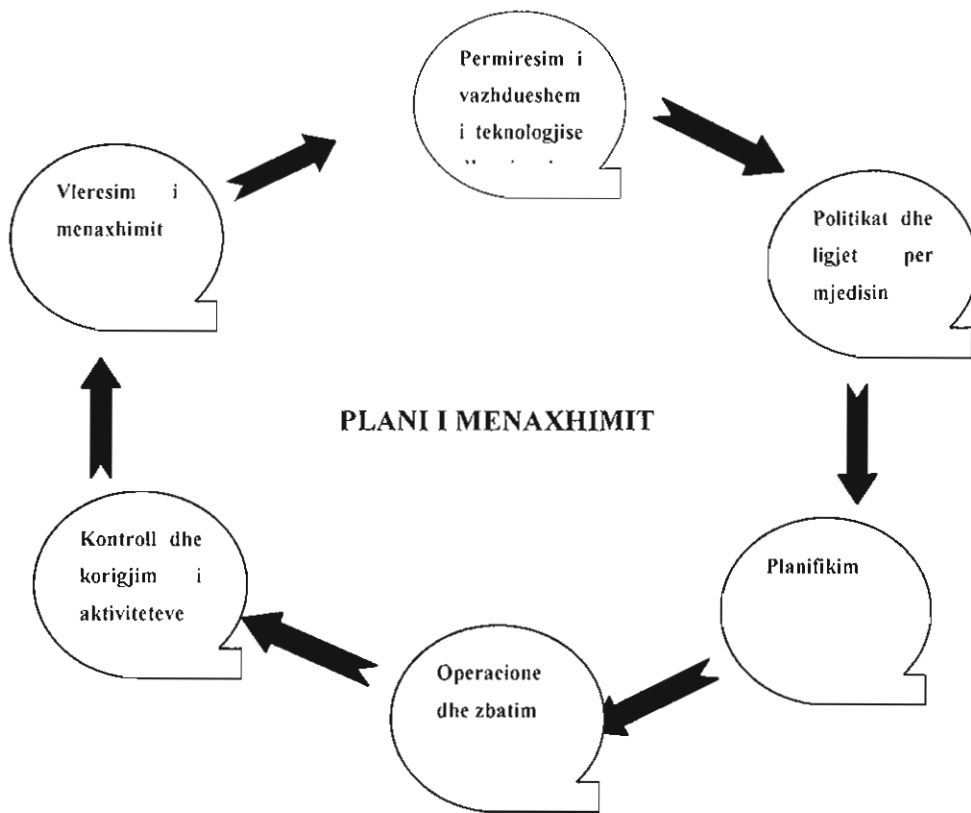 Permiresim i
vazhdueshem
i teknologjise
Politikat dhe
ligjet per
mjedisin
Planifikim
Operacione
dhe zbatim
Kontroll dhe
korigjim i
aktiviteteve
Vleresim i
menaxhimit
PLANI I MENAXHIMIT